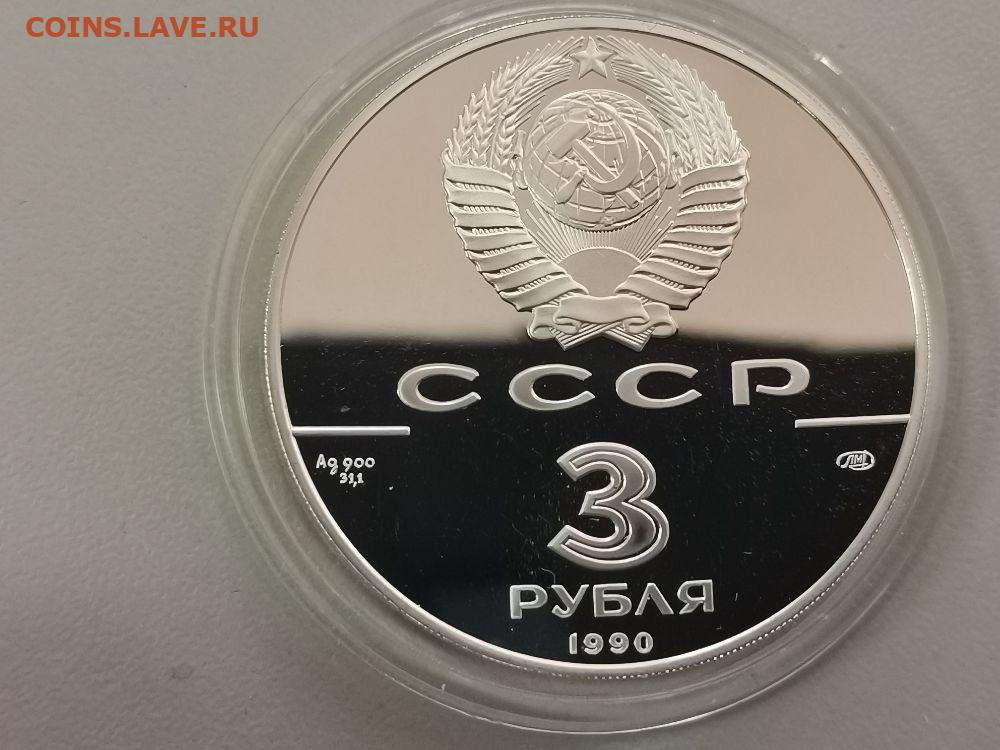 COINS.LAVE.RU
СССР
Ag 900
31,1
ЛМД
3
РУБЛЯ
1990